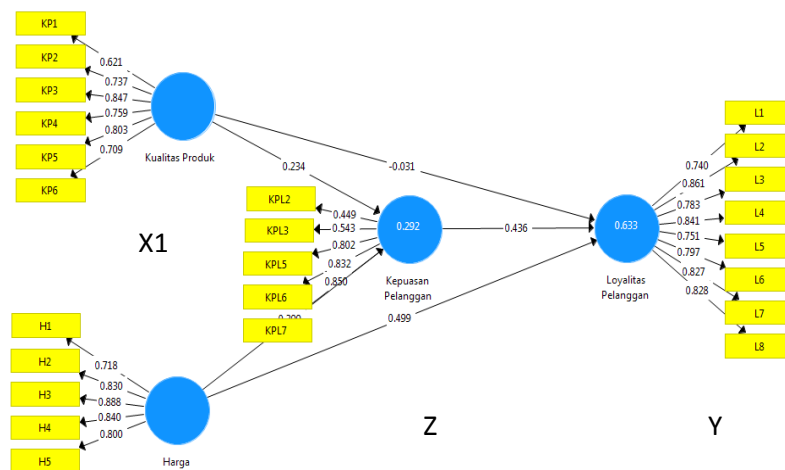 KP1
KP2
KP3
KP4
KP5
KP6
0.621
0.737
0.847
0.759
0.803
0.709
Kualitas Produk
X1
0.234
-0.031
KPL2
KPL3
KPL5
KPL6
KPL7
0.449
0.543
0.802
0.832
0.850
0.292
Kepuasan
Pelanggan
0.436
0.499
Z
H1
H2
H3
H4
H5
0.718
0.830
0.888
0.840
0.800
Harga
0.633
Loyalitas
Pelanggan
0.740
0.861
0.783
0.841
0.751
0.797
0.827
0.828
L1
L2
L3
L4
L5
L6
L7
L8
Y